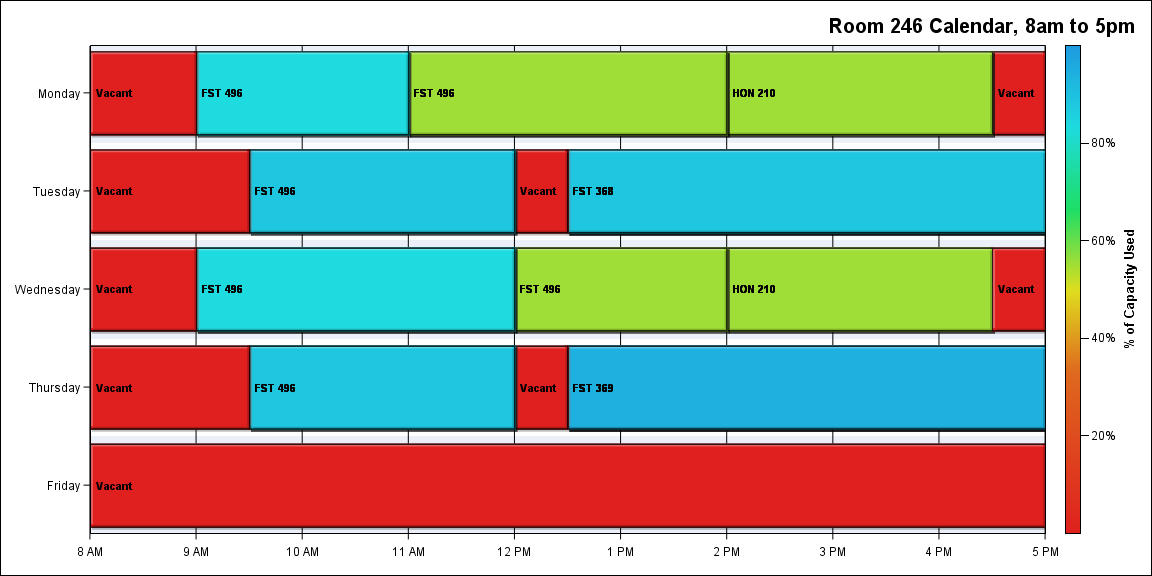 Room 246 Calendar, 8am to 5pm
Monday
Vacant
FST 496
FST 496
HON 210
Vacant
Tuesday
Vacant
FST 496
Vacant
FST 368
Wednesday
Vacant
FST 496
FST 496
HON 210
Vacant
Thursday
Vacant
FST 496
Vacant
FST 369
Friday
Vacant
8 AM
9 AM
10 AM
11 AM
12 PM
1 PM
2 PM
3 PM
4 PM
5 PM
80%
60%
40%
20%
% of Capacity Used